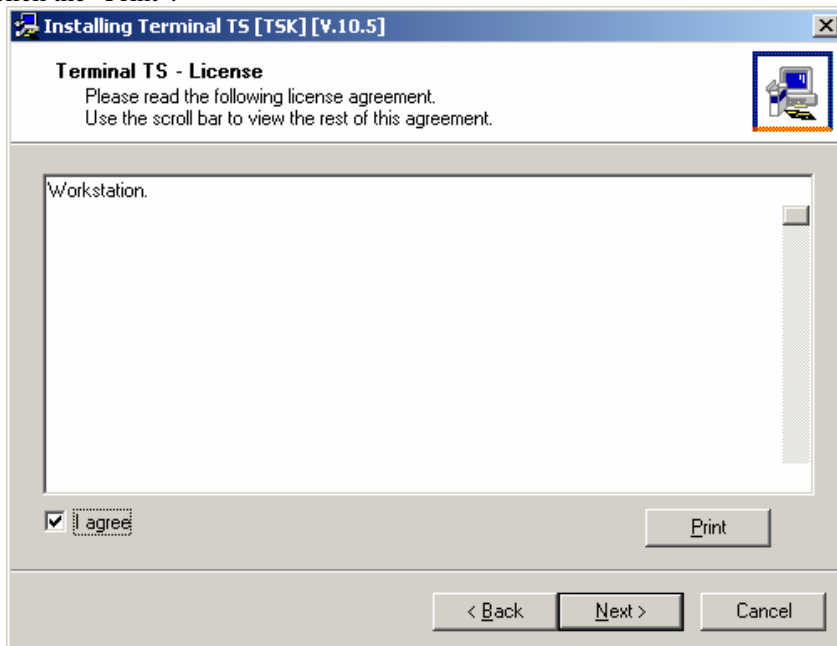 Installing Terminal TS [TSK] [V.10.5]
Terminal TS - License
Please read the following license agreement.
Use the scroll bar to view the rest of this agreement.
Workstation.
I agree
Print
< Back Next > Cancel